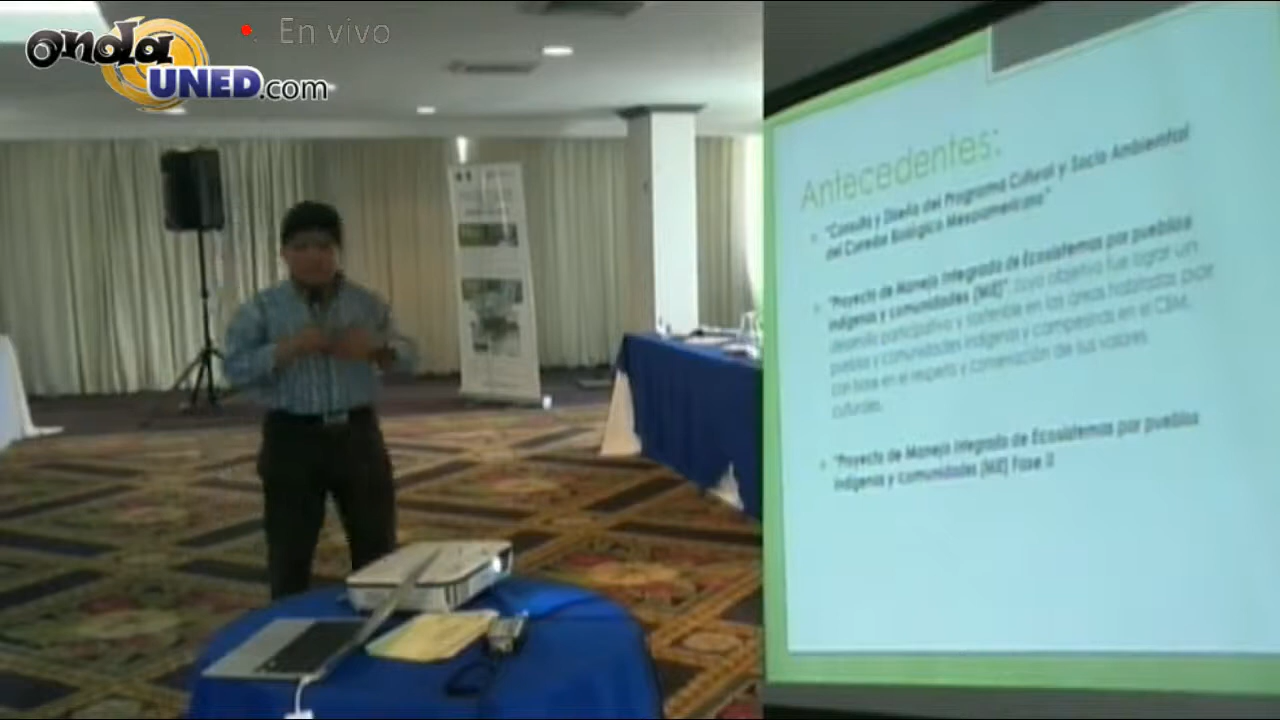 onda
UNED.com
En vivo
Antecedentes:
"Consulta y Diseño del Programa Cultural y Socio Ambiental
del Corredor Biológico Mesoamericano"
"Proyecto de Manejo Integrado de Ecosistemas por pueblos
indígenas y comunidades (MIE)". cuyo objetivo fue lograr un
desarrollo participativo y sostenible en las áreas habitadas por
pueblos y comunidades indígenas y campesinas en el CBM,
con base en el respeto y conservación de sus valores
culturales.
"Proyecto de Manejo Integrado de Ecosistemas por pueblos
indígenas y comunidades (MIE) Fase II